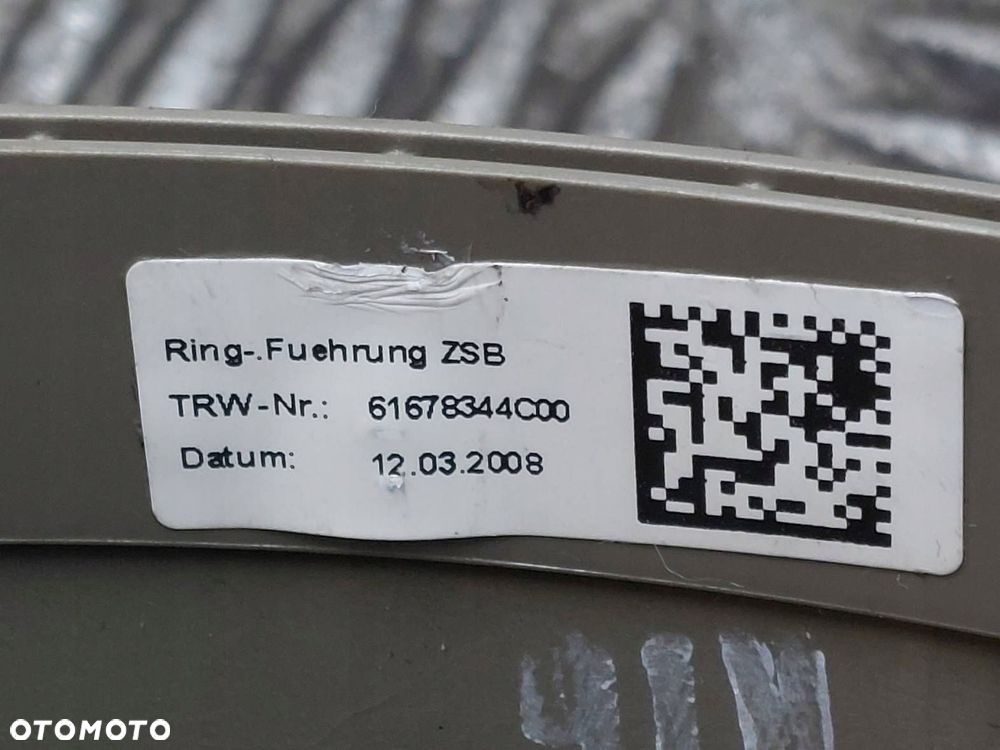 Ring-.Fuehrung ZSB
TRW-Nr.: 61678344C00
Datum: 12.03.2008
OTOMOTO